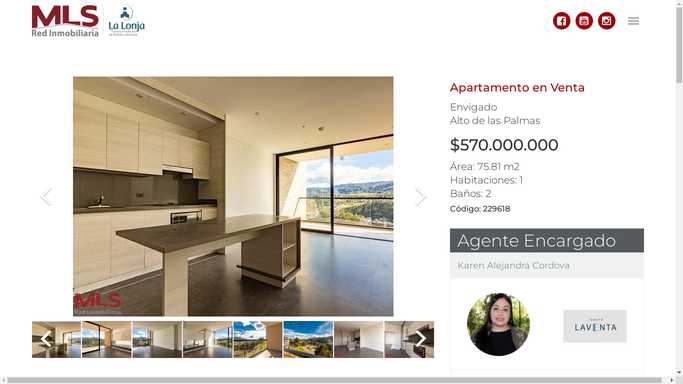 MLS
Red Inmobiliaria
La Lonja
Apartamento en Venta
Envigado
Alto de las Palmas
$570.000.000
Área: 75.81 m2
Habitaciones: 1
Baños: 2
Código: 229618
Agente Encargado
Karen Alejandra Cordova
LAVENTA
MLS
Red Inmobiliaria